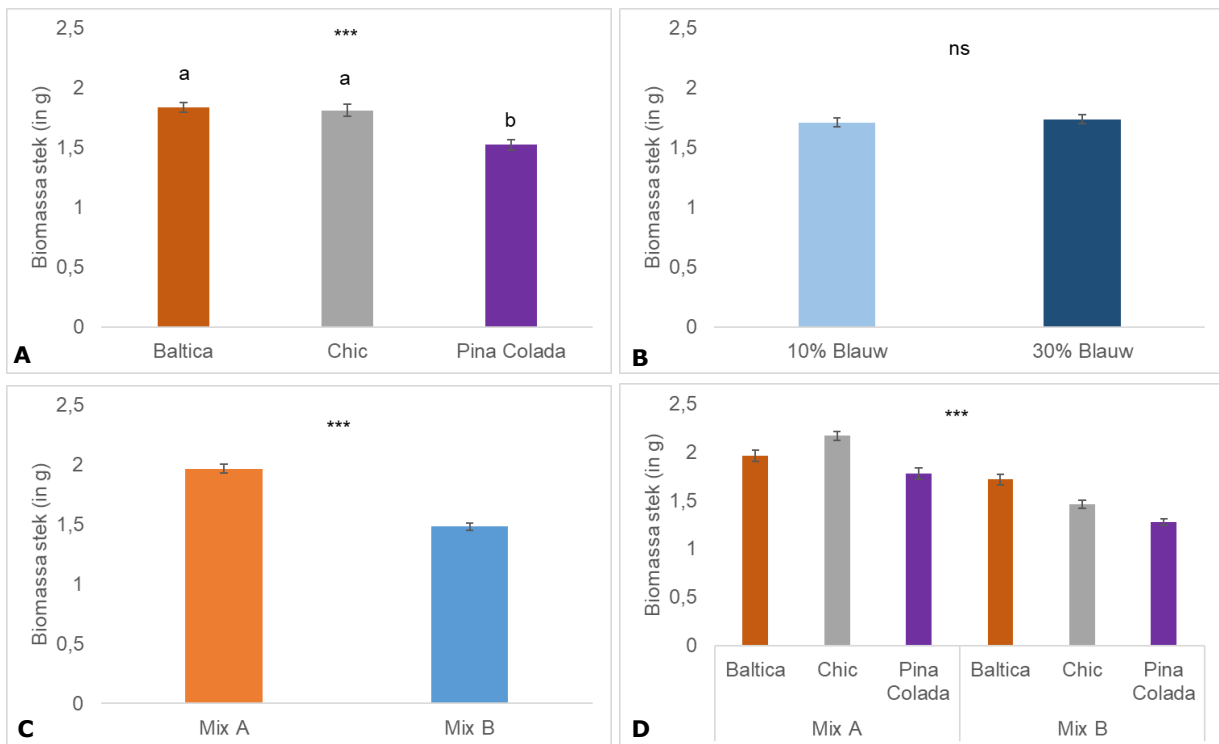 2,5
2
1,5
1
0,5
0
Biomassa stek (in g)
***
a
a
b
Baltica Chic Pina Colada
A
2,5
2
1,5
1
0,5
0
Biomassa stek (in g)
ns
10% Blauw 30% Blauw
B
2,5
2
1,5
1
0,5
0
Biomassa stek (in g)
***
Mix A Mix B
C
2,5
2
1,5
1
0,5
0
Biomassa stek (in g)
***
Baltica Chic Pina Baltica Chic Pina
Colada Colada
Mix A Mix B
D